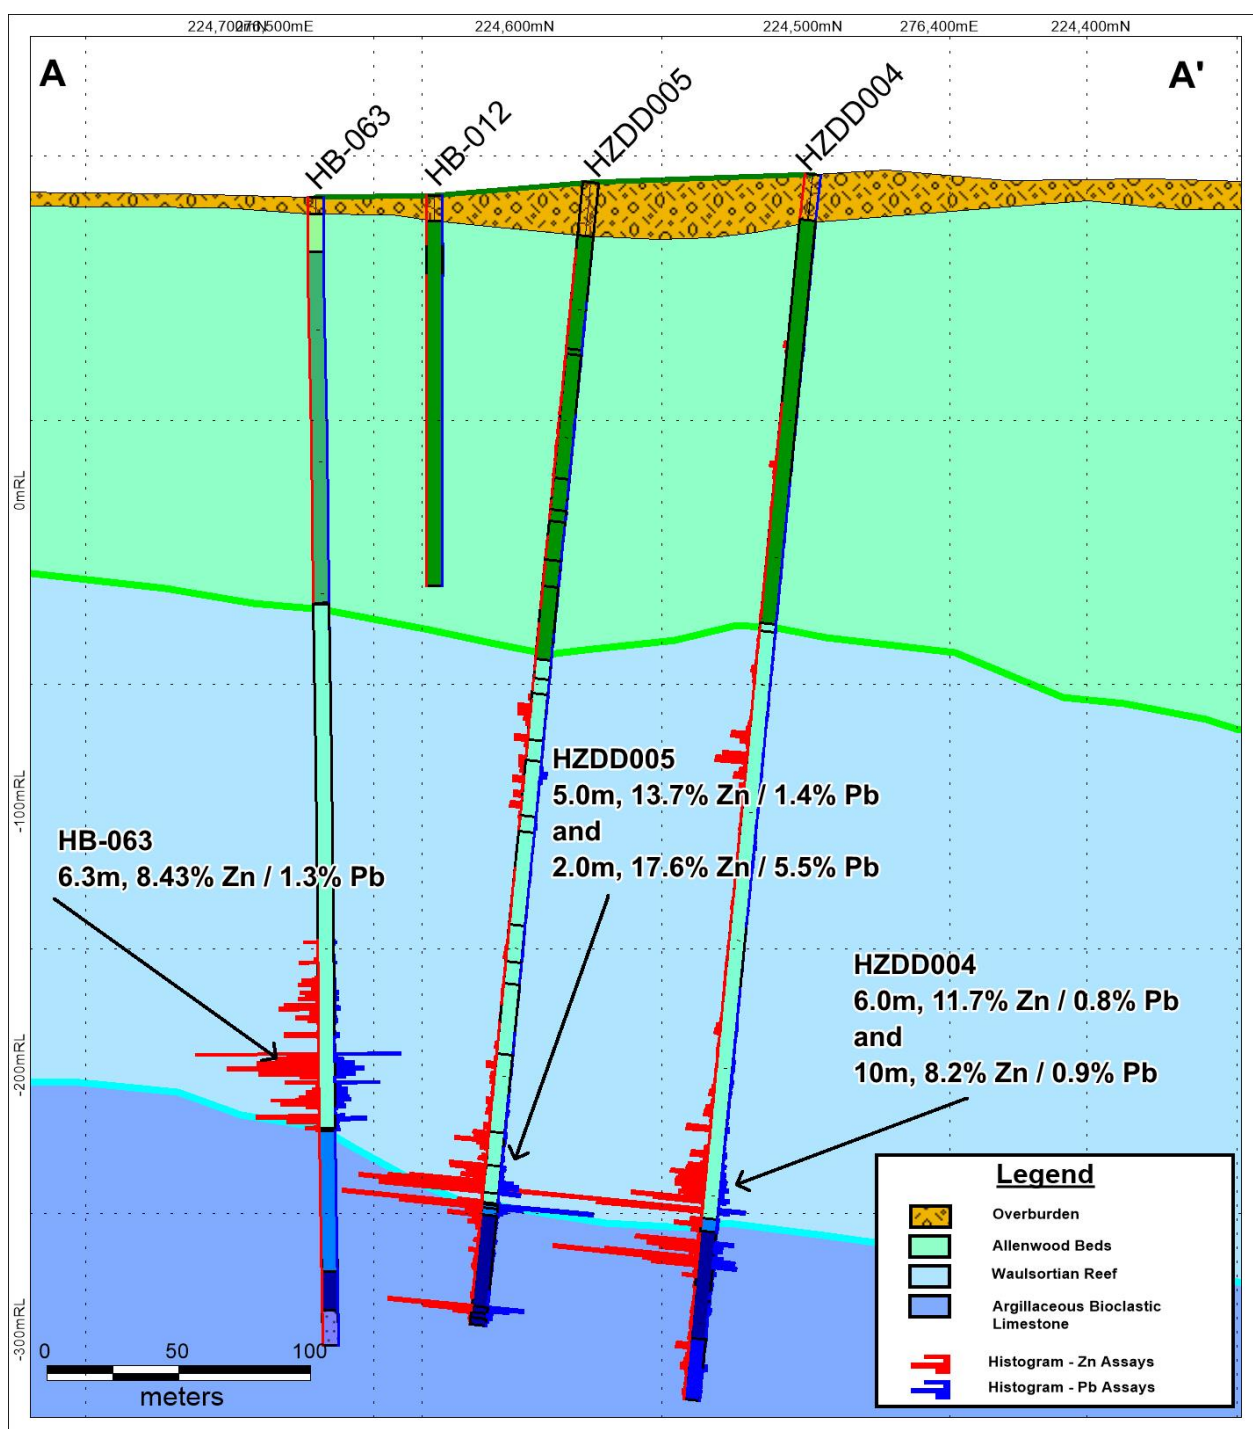 224,700mN
276,500mE
224,600mN
224,500mN
276,400mE
224,400mN
A
A'
HB-063
HB-012
HZDD005
HZDD004
0mRL
-100mRL
-200mRL
-300mRL
HZDD005
5.0m, 13.7% Zn / 1.4% Pb
and
2.0m, 17.6% Zn / 5.5% Pb
HB-063
6.3m, 8.43% Zn / 1.3% Pb
HZDD004
6.0m, 11.7% Zn / 0.8% Pb
and
10m, 8.2% Zn / 0.9% Pb
Legend
Overburden
Allenwood Beds
Waulsortian Reef
Argillaceous Bioclastic
Limestone
Histogram - Zn Assays
Histogram - Pb Assays
0 50 100
meters